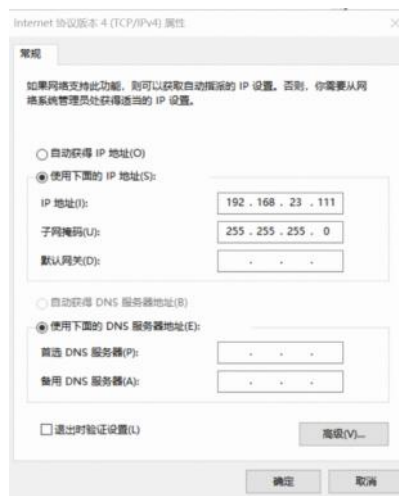 Internet 协议版本 4 (TCP/IPv4) 属性
常规
如果网络支持此功能，则可以获取自动指派的 IP 设置。否则，你需要从网
络系统管理员处获得适当的 IP 设置。
自动获得 IP 地址(O)
使用下面的 IP 地址(S):
IP 地址(I): 192 . 168 . 23 . 111
子网掩码(U): 255 . 255 . 255 . 0
默认网关(D): . . .
自动获得 DNS 服务器地址(B)
使用下面的 DNS 服务器地址(E):
首选 DNS 服务器(P): . . .
备用 DNS 服务器(A): . . .
退出时验证设置(L)
高级(V)...
确定 取消